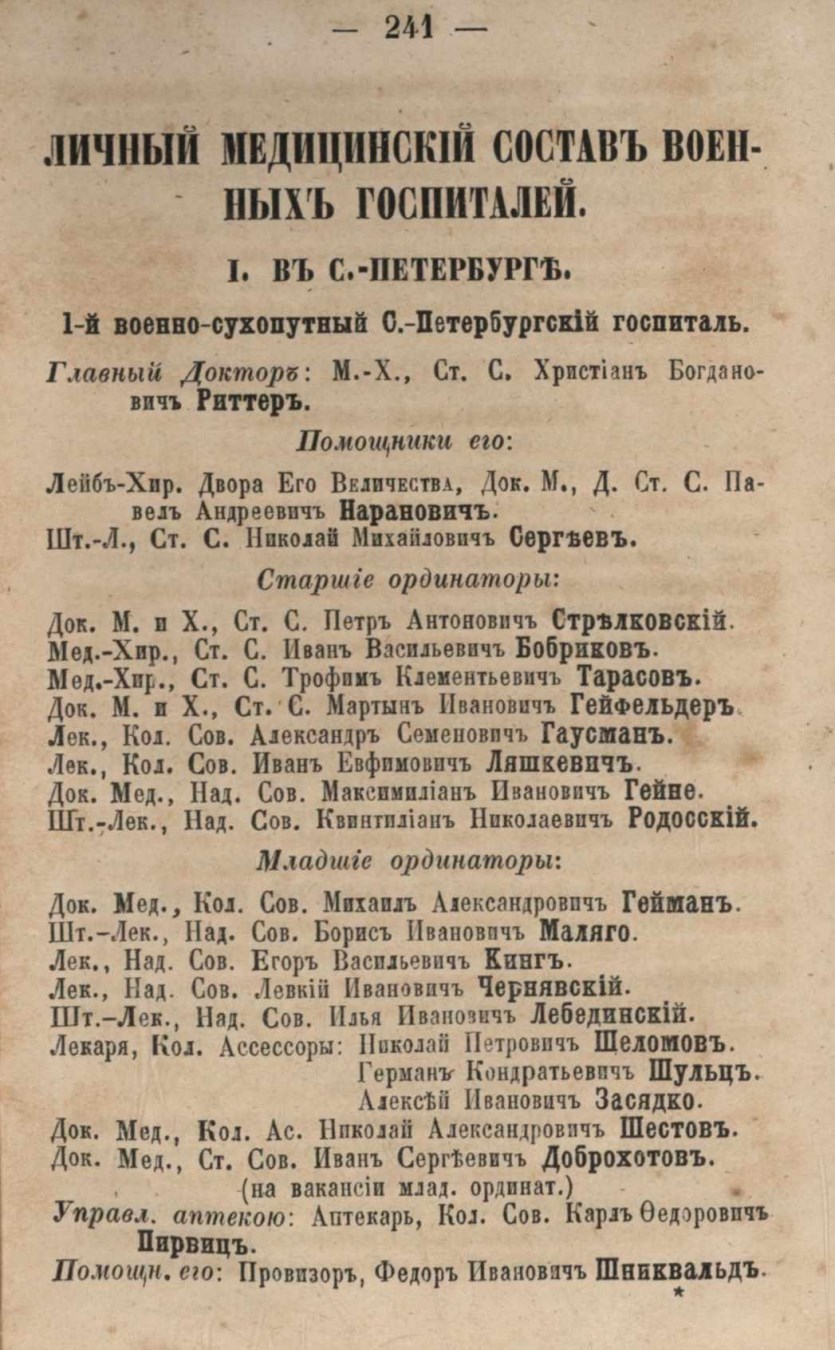 — 241 —
ЛИЧНЫЙ МЕДИЦИНСКІЙ СОСТАВЪ ВОЕН-
НЫХЪ ГОСПИТАЛЕЙ.
I. ВЪ С.-ПЕТЕРБУРГѢ.
1-й военно-сухопутный С.-Петербургскій госпиталь.
Главный Докторъ: М.-Х., Ст. С. Христіанъ Богдано-
вичъ Риттеръ.
Помощники его:
Лейбъ-Хир. Двора Его Величества, Док. М., Д. Ст. С. Па-
велъ Андреевичъ Нарановичъ.
Шт.-Л., Ст. С. Николай Михайловичъ Сергѣевъ.
Старшіе ординаторы:
Док. М. и Х., Ст. С. Петръ Антоновичъ Стрѣлковскій.
Мед.-Хир., Ст. С. Иванъ Васильевичъ Бобриковъ.
Мед.-Хир., Ст. С. Трофимъ Клементьевичъ Тарасовъ.
Док. М. и Х., Ст. С. Мартынъ Ивановичъ Гейфельдеръ.
Лек., Кол. Сов. Александръ Семеновичъ Гаусманъ.
Лек., Кол. Сов. Иванъ Евфимовичъ Ляшкевичъ.
Док. Мед., Над. Сов. Максимиліанъ Ивановичъ Гейне.
Шт.-Лек., Над. Сов. Квинтиліанъ Николаевичъ Родосскій.
Младшіе ординаторы:
Док. Мед., Кол. Сов. Михаилъ Александровичъ Гейманъ.
Шт.-Лек., Над. Сов. Борисъ Ивановичъ Маляго.
Лек., Над. Сов. Егоръ Васильевичъ Кингъ.
Лек., Над. Сов. Левкій Ивановичъ Чернявскій.
Шт.-Лек., Над. Сов. Илья Ивановичъ Лебединскій.
Лекаря, Кол. Ассессоры: Николай Петровичъ Шеломовъ.
Германъ Кондратьевичъ Шульцъ.
Алексѣй Ивановичъ Засядко.
Док. Мед., Кол. Ас. Николай Александровичъ Шестовъ.
Док. Мед., Ст. Сов. Иванъ Сергѣевичъ Доброхотовъ.
(на вакансіи млад. ординат.)
Управл. аптекою: Аптекарь, Кол. Сов. Карлъ Ѳедоровичъ
Пирвицъ.
Помощн. его: Провизоръ, Федоръ Ивановичъ Шниквальдъ.
*